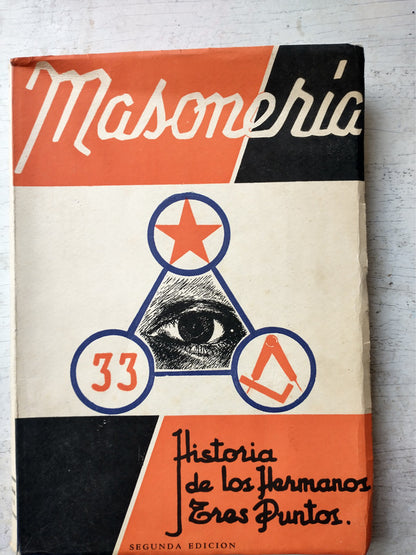 Masonería
33
Historia
de los Hermanos
Tres Puntos.
SEGUNDA EDICION